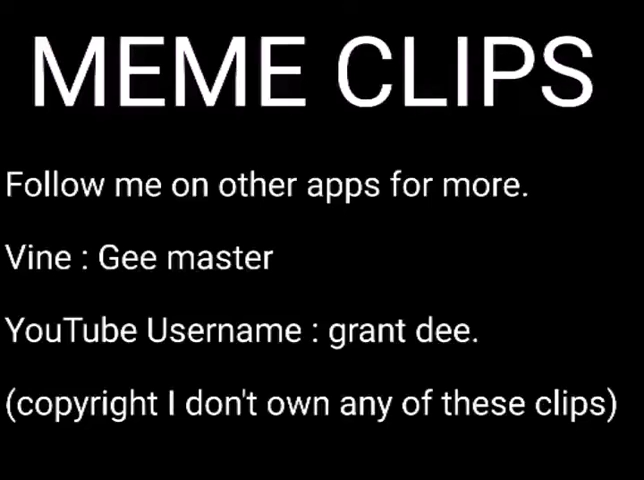 MEME CLIPS
Follow me on other apps for more.
Vine : Gee master
YouTube Username : grant dee.
(copyright I don't own any of these clips)